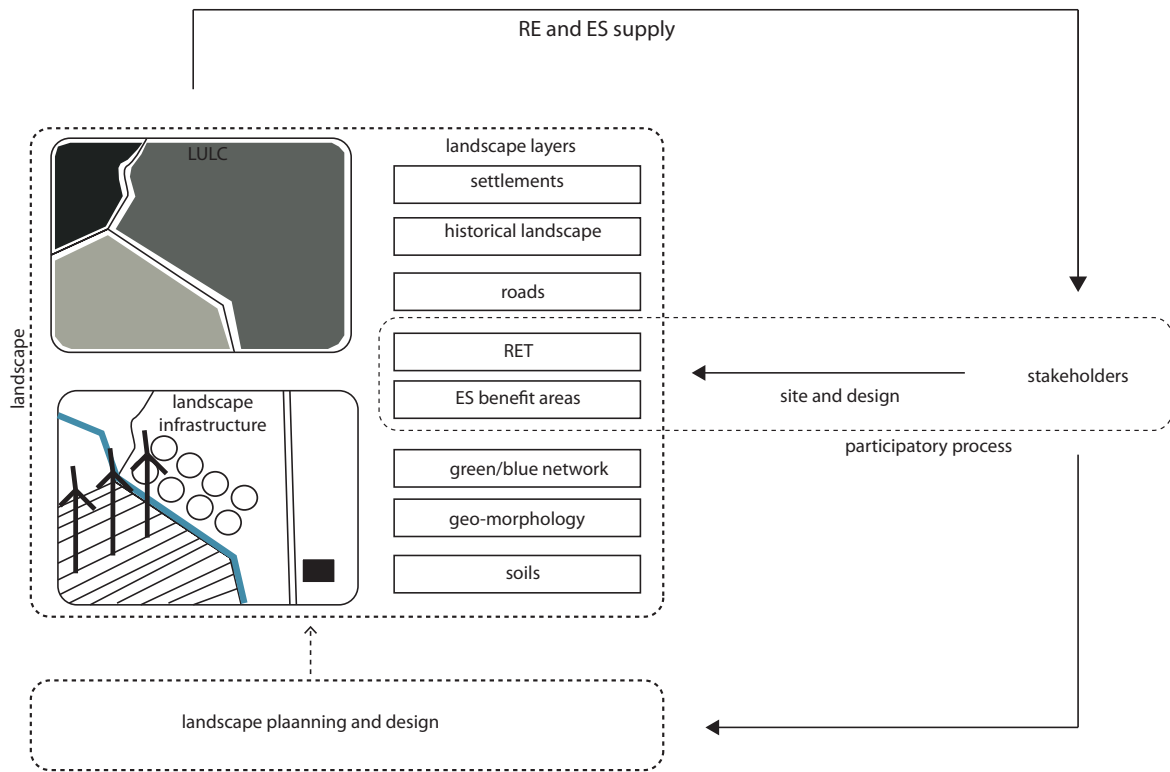 RE and ES supply
landscape
LULC
landscape
infrastructure
landscape layers
settlements
historical landscape
roads
RET
ES benefit areas
green/blue network
geo-morphology
soils
site and design
stakeholders
participatory process
landscape plaanning and design